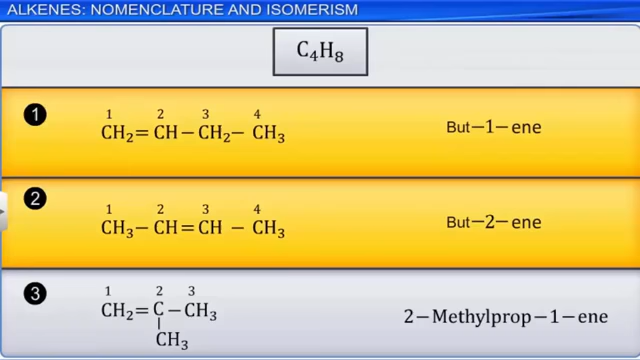 ALKENES: NOMENCLATURE AND ISOMERISM
C₄H₈
1
1 2 3 4
CH₂=CH–CH₂–CH₃
But–1–ene
2
1 2 3 4
CH₃–CH=CH–CH₃
But–2–ene
3
1 2 3
CH₂=C–CH₃
CH₃
2–Methylprop–1–ene